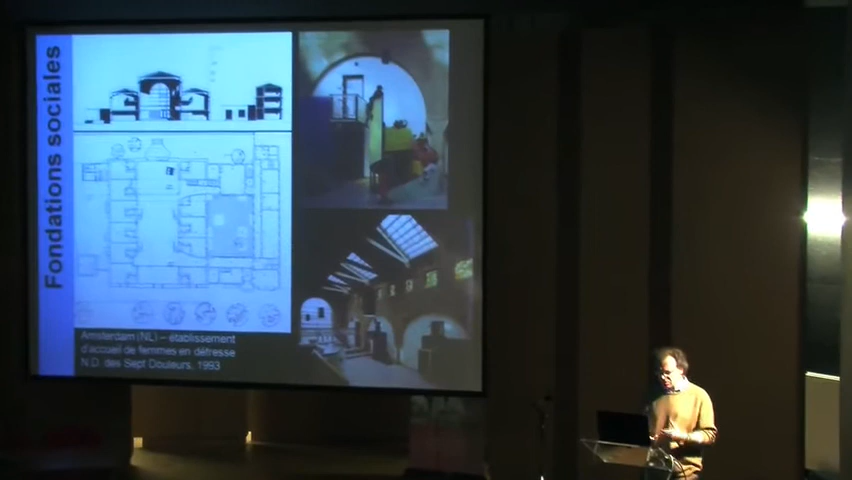 Fondations sociales
Amsterdam (NL) – établissement
d'accueil de femmes en détresse
N.D. des Sept Douleurs, 1993